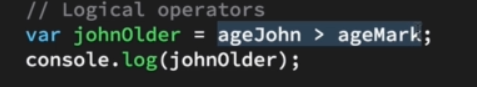 // Logical operators
var johnOlder = ageJohn > ageMark;
console.log(johnOlder);